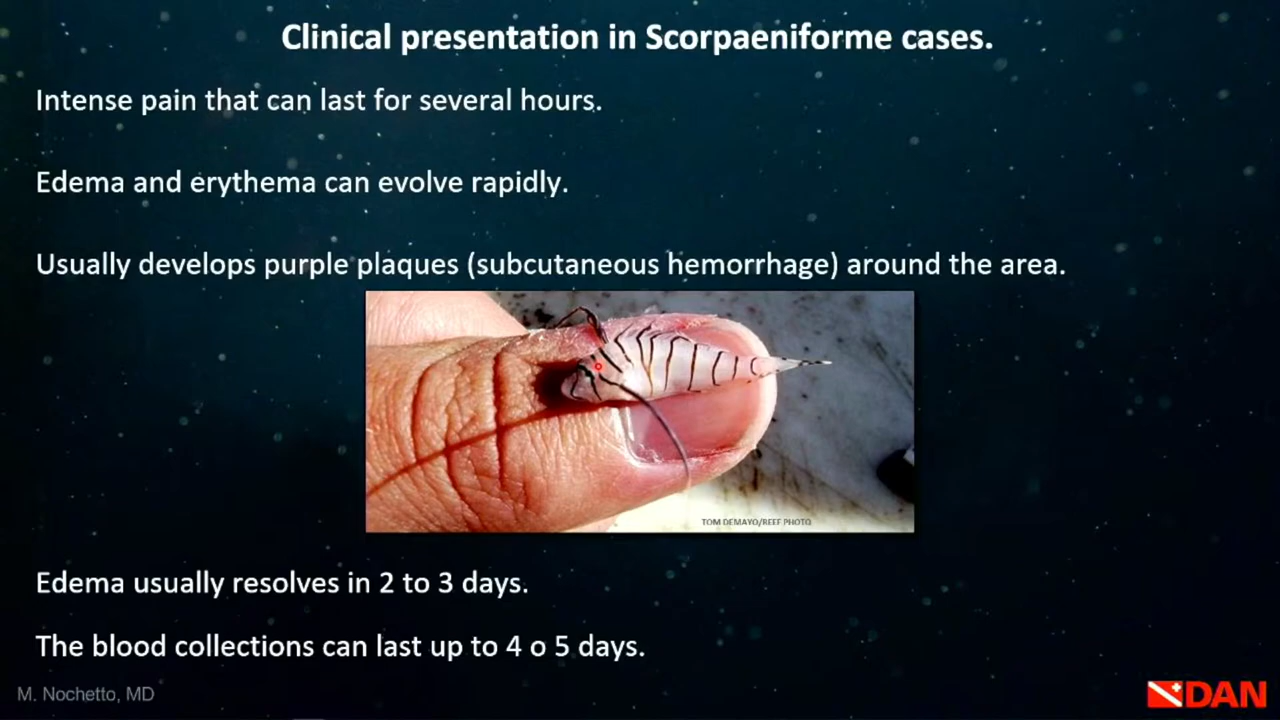 Clinical presentation in Scorpaeniforme cases.
Intense pain that can last for several hours.
Edema and erythema can evolve rapidly.
Usually develops purple plaques (subcutaneous hemorrhage) around the area.
TOM DEMAYO/REEF PHOTO
Edema usually resolves in 2 to 3 days.
The blood collections can last up to 4 o 5 days.
M. Nochetto, MD
DAN